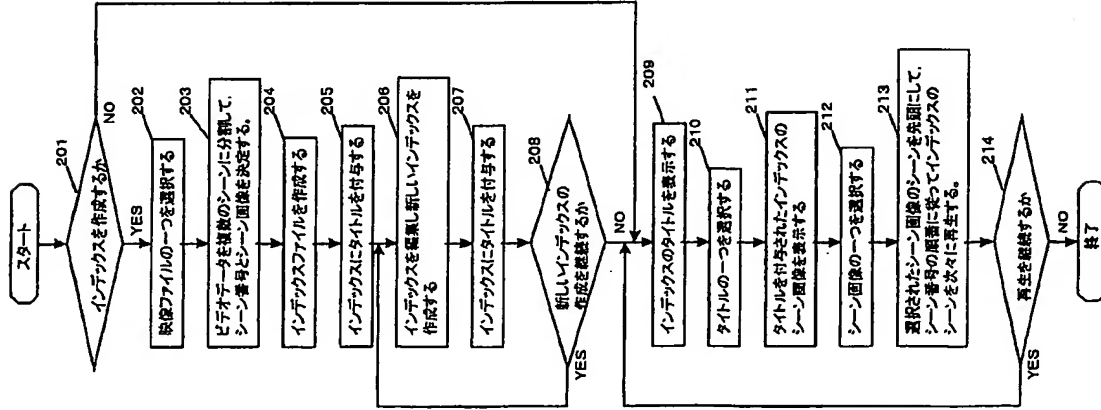 スタート
201
インデックスを作成するか
NO
YES
202
映像ファイルの一つを選択する
203
ビデオデータを複数のシーンに分割して、
シーン番号とシーン画像を決定する。
204
インデックスファイルを作成する
205
インデックスにタイトルを付与する
206
インデックスを編集し新しいインデックスを
作成する
207
インデックスにタイトルを付与する
208
新しいインデックスの
作成を継続するか
YES
NO
209
インデックスのタイトルを表示する
210
タイトルの一つを選択する
211
タイトルを付与されたインデックスの
シーン画像を表示する
212
シーン画像の一つを選択する
213
選択されたシーン画像のシーンを先頭にして、
シーン番号の順番に従ってインデックスの
シーンを次々に再生する。
214
再生を継続するか
YES
NO
終了